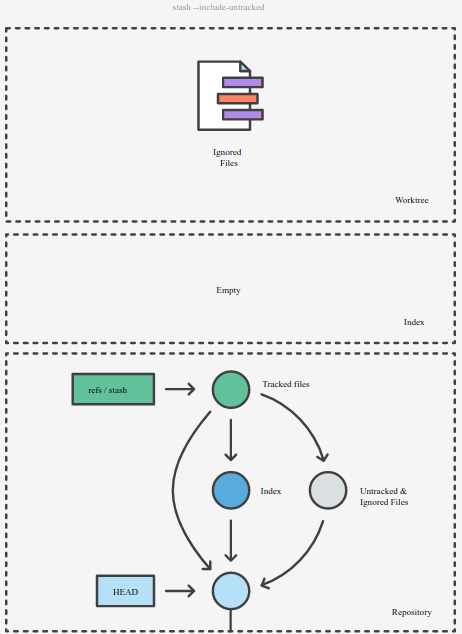 stash --include-untracked
Ignored
Files
Worktree
Empty
Index
refs / stash
Tracked files
Index
Untracked &
Ignored Files
HEAD
Repository